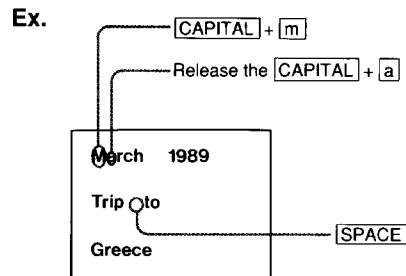 Ex.
CAPITAL + m
Release the CAPITAL + a
March 1989
Trip to
SPACE
Greece